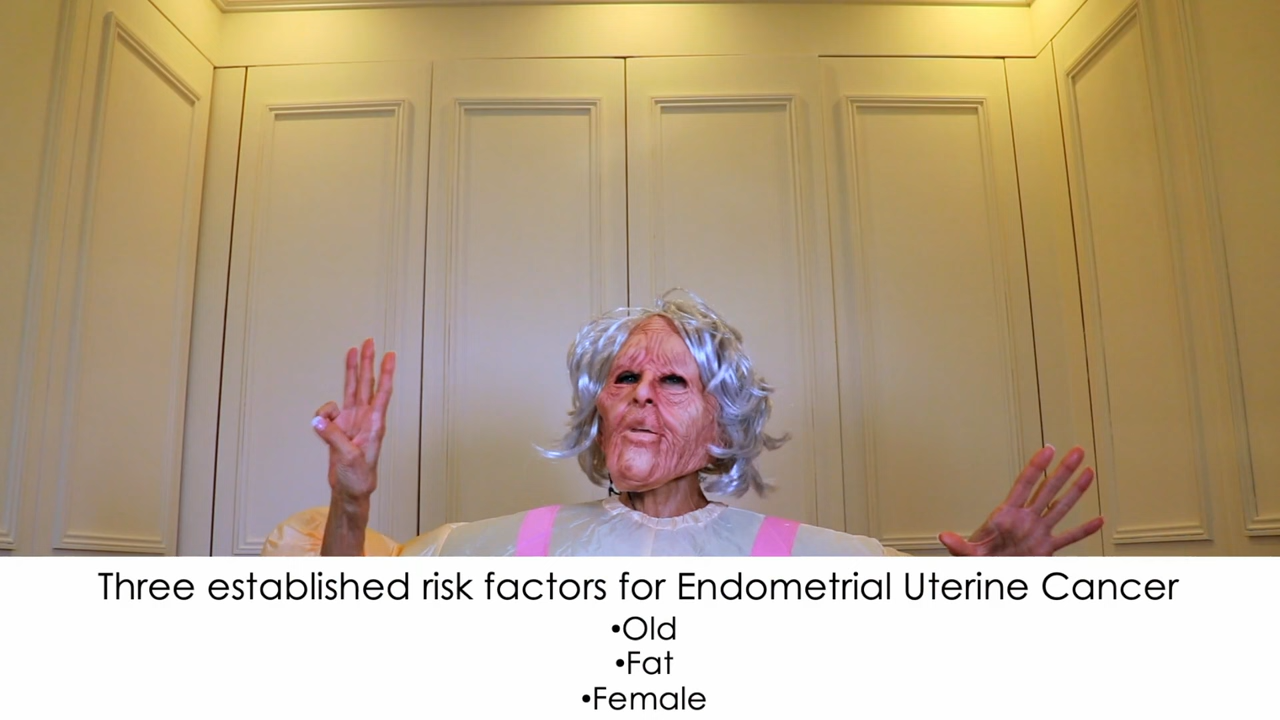 Three established risk factors for Endometrial Uterine Cancer
•Old
•Fat
•Female